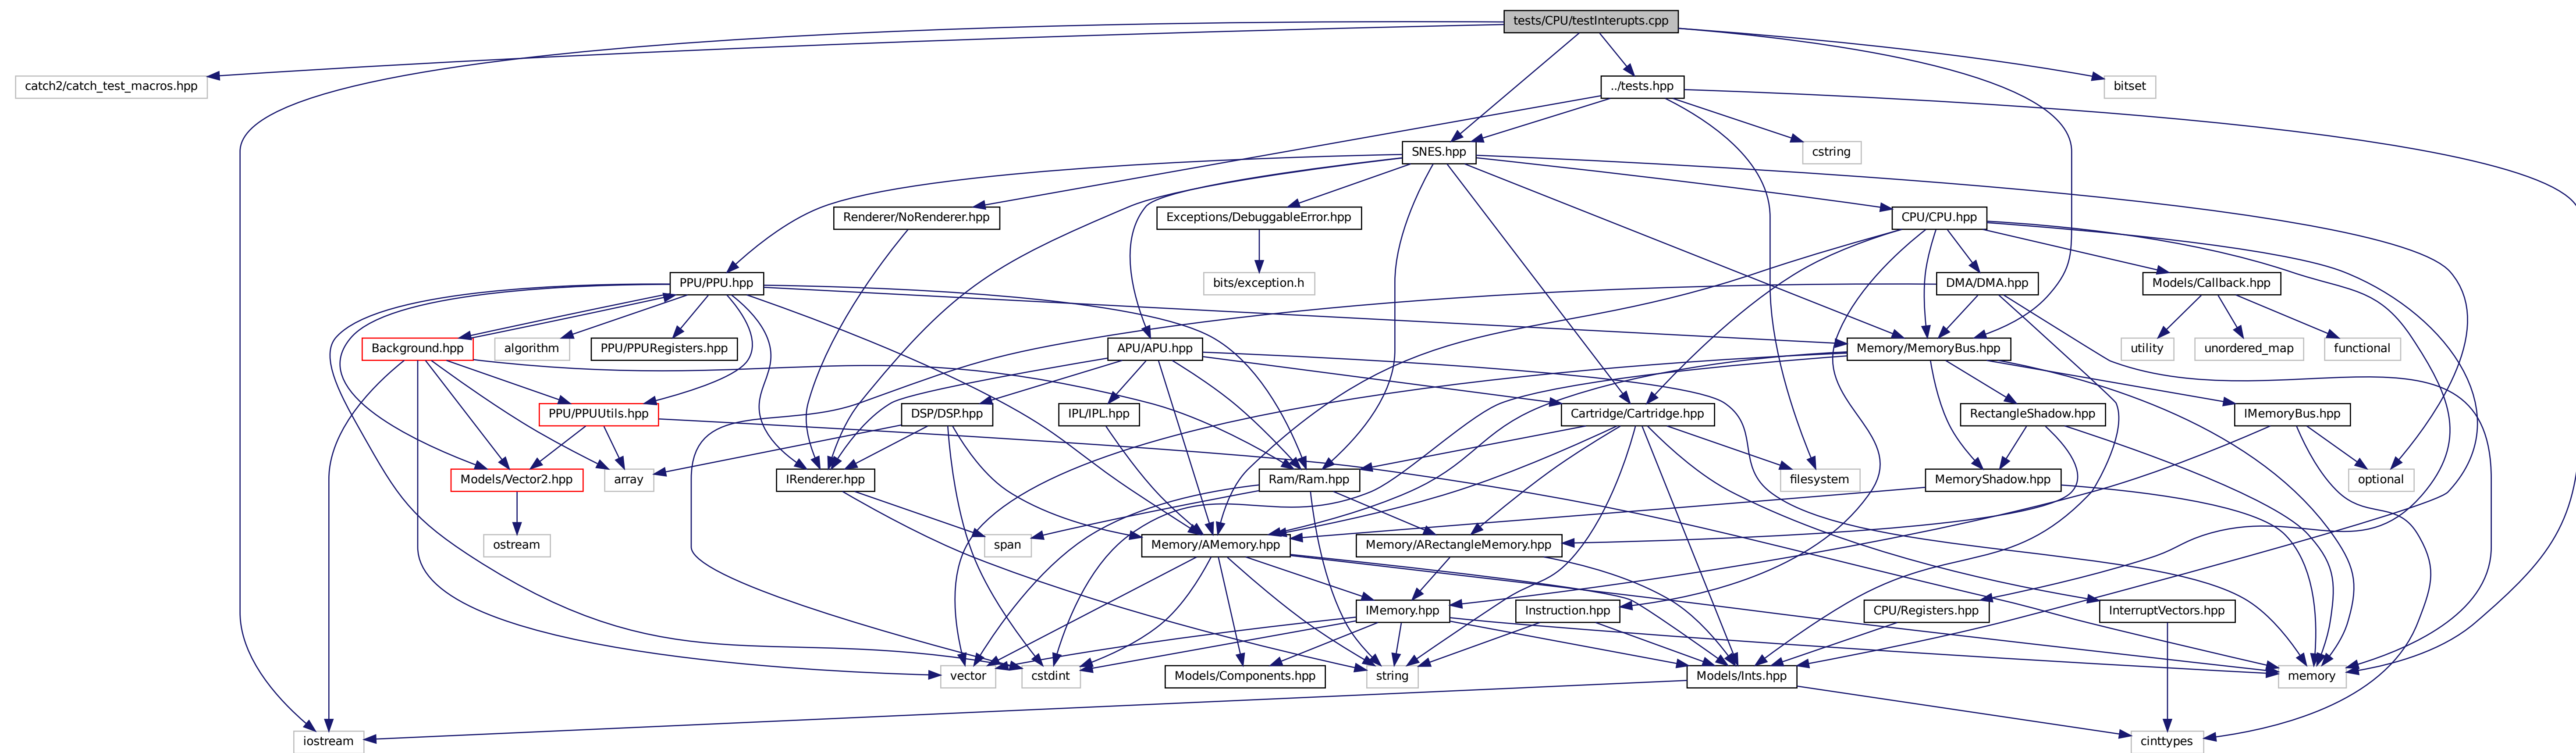 tests/CPU/testInterupts.cpp
catch2/catch_test_macros.hpp
../tests.hpp
bitset
SNES.hpp
cstring
Renderer/NoRenderer.hpp
Exceptions/DebuggableError.hpp
CPU/CPU.hpp
PPU/PPU.hpp
bits/exception.h
DMA/DMA.hpp
Models/Callback.hpp
Background.hpp
algorithm
PPU/PPURegisters.hpp
APU/APU.hpp
Memory/MemoryBus.hpp
utility
unordered_map
functional
PPU/PPUUtils.hpp
DSP/DSP.hpp
IPL/IPL.hpp
Cartridge/Cartridge.hpp
RectangleShadow.hpp
IMemoryBus.hpp
Models/Vector2.hpp
array
IRenderer.hpp
Ram/Ram.hpp
filesystem
MemoryShadow.hpp
optional
ostream
span
Memory/AMemory.hpp
Memory/ARectangleMemory.hpp
IMemory.hpp
Instruction.hpp
CPU/Registers.hpp
InterruptVectors.hpp
vector
cstdint
Models/Components.hpp
string
Models/Ints.hpp
memory
iostream
cinttypes